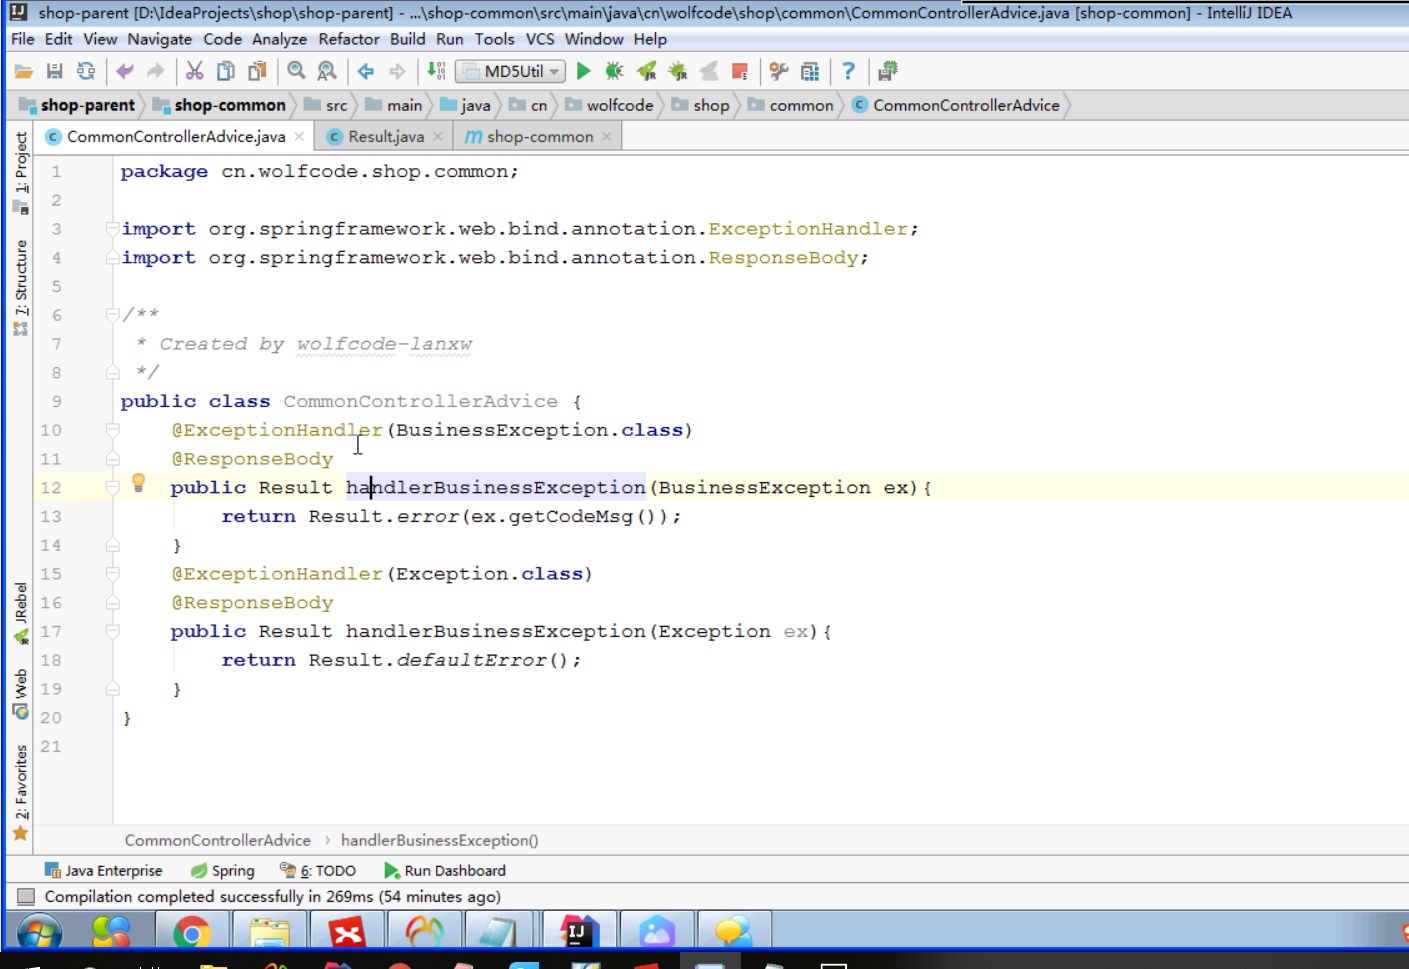 shop-parent [D:\IdeaProjects\shop\shop-parent] - ...\shop-common\src\main\java\cn\wolfcode\shop\common\CommonControllerAdvice.java [shop-common] - IntelliJ IDEA
File Edit View Navigate Code Analyze Refactor Build Run Tools VCS Window Help
MD5Util
shop-parent shop-common src main java cn wolfcode shop common CommonControllerAdvice
CommonControllerAdvice.java Result.java shop-common
1: Project
7: Structure
JRebel
Web
2: Favorites
1 package cn.wolfcode.shop.common;
2
3 import org.springframework.web.bind.annotation.ExceptionHandler;
4 import org.springframework.web.bind.annotation.ResponseBody;
5
6 /**
7 * Created by wolfcode-lanxw
8 */
9 public class CommonControllerAdvice {
10 @ExceptionHandler(BusinessException.class)
11 @ResponseBody
12 public Result handlerBusinessException(BusinessException ex){
13 return Result.error(ex.getCodeMsg());
14 }
15 @ExceptionHandler(Exception.class)
16 @ResponseBody
17 public Result handlerBusinessException(Exception ex){
18 return Result.defaultError();
19 }
20 }
21
CommonControllerAdvice › handlerBusinessException()
Java Enterprise Spring 6: TODO Run Dashboard
Compilation completed successfully in 269ms (54 minutes ago)